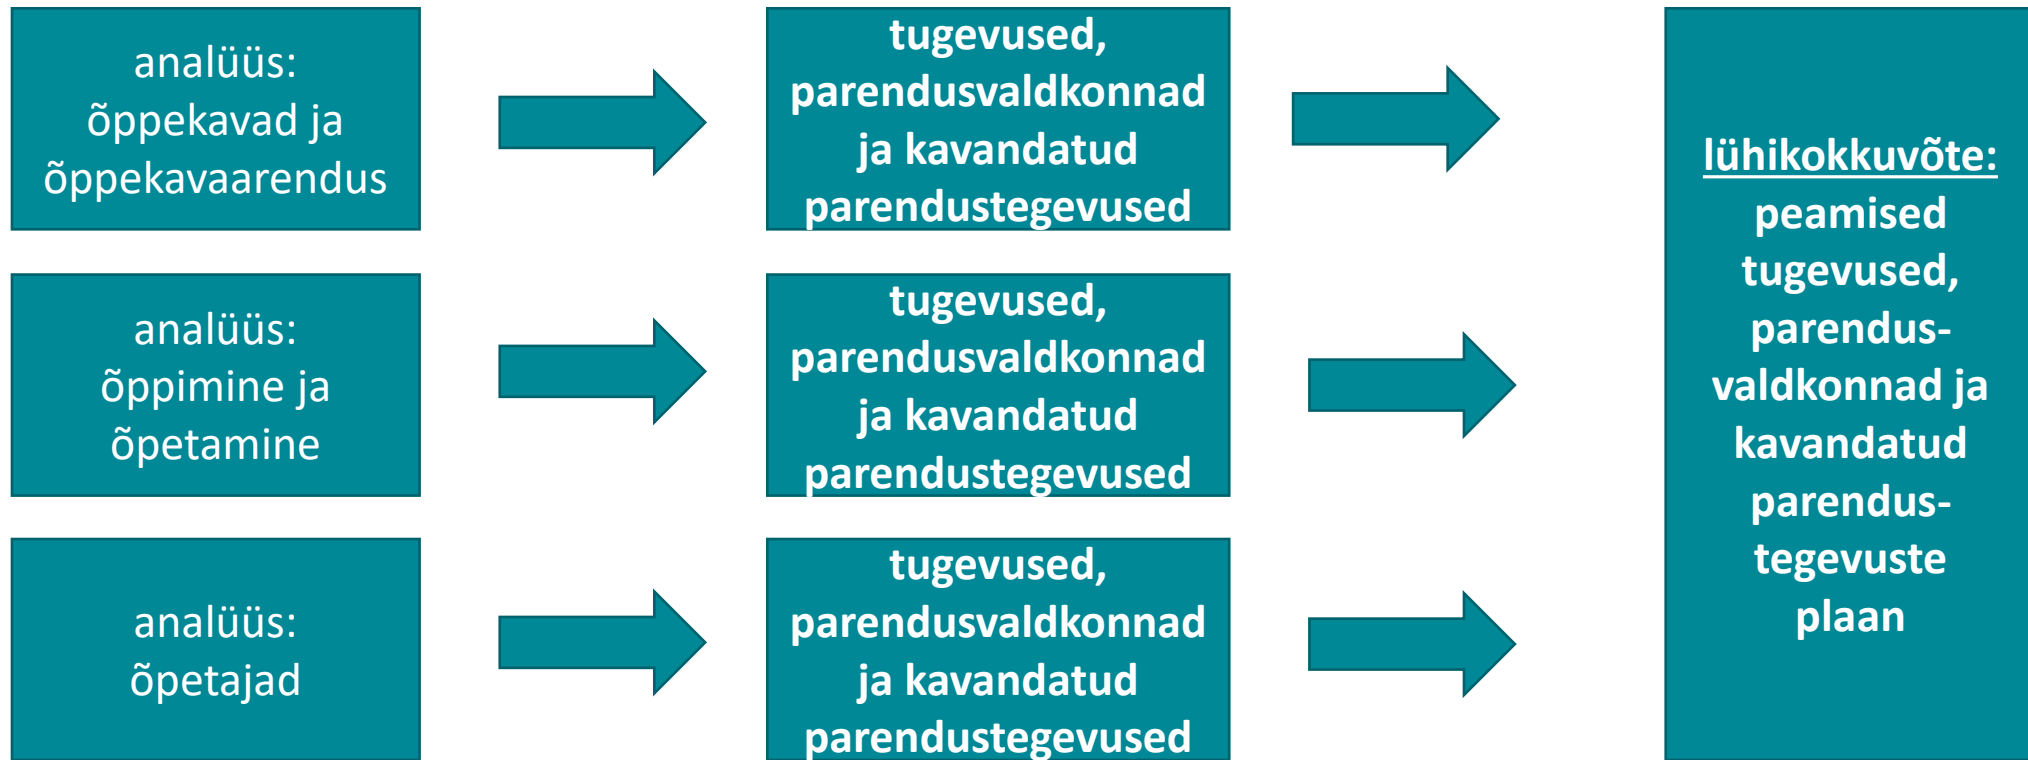 analüüs:
õppekavad ja
õppekavaarendus
tugevused,
parendusvaldkonnad
ja kavandatud
parendustegevused
analüüs:
õppimine ja
õpetamine
tugevused,
parendusvaldkonnad
ja kavandatud
parendustegevused
analüüs:
õpetajad
tugevused,
parendusvaldkonnad
ja kavandatud
parendustegevused
lühikokkuvõte:
peamised
tugevused,
parendus-
valdkonnad ja
kavandatud
parendus-
tegevuste
plaan